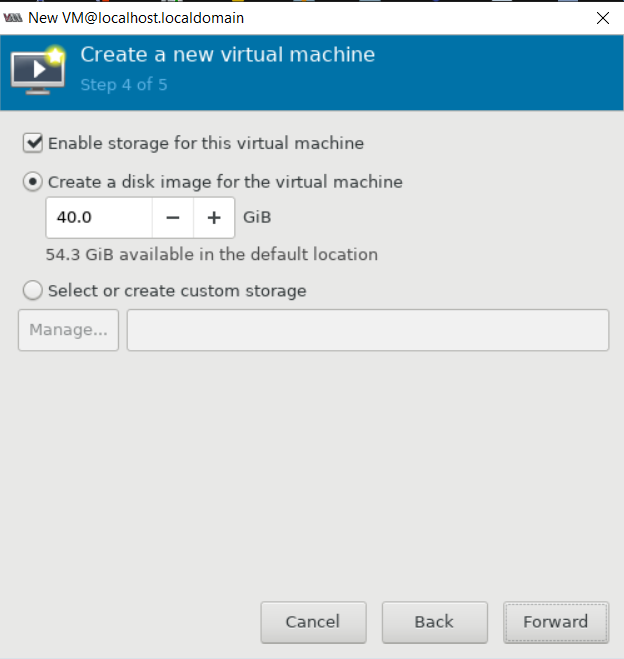 New VM@localhost.localdomain
Create a new virtual machine
Step 4 of 5
Enable storage for this virtual machine
Create a disk image for the virtual machine
40.0 − + GiB
54.3 GiB available in the default location
Select or create custom storage
Manage...
Cancel Back Forward